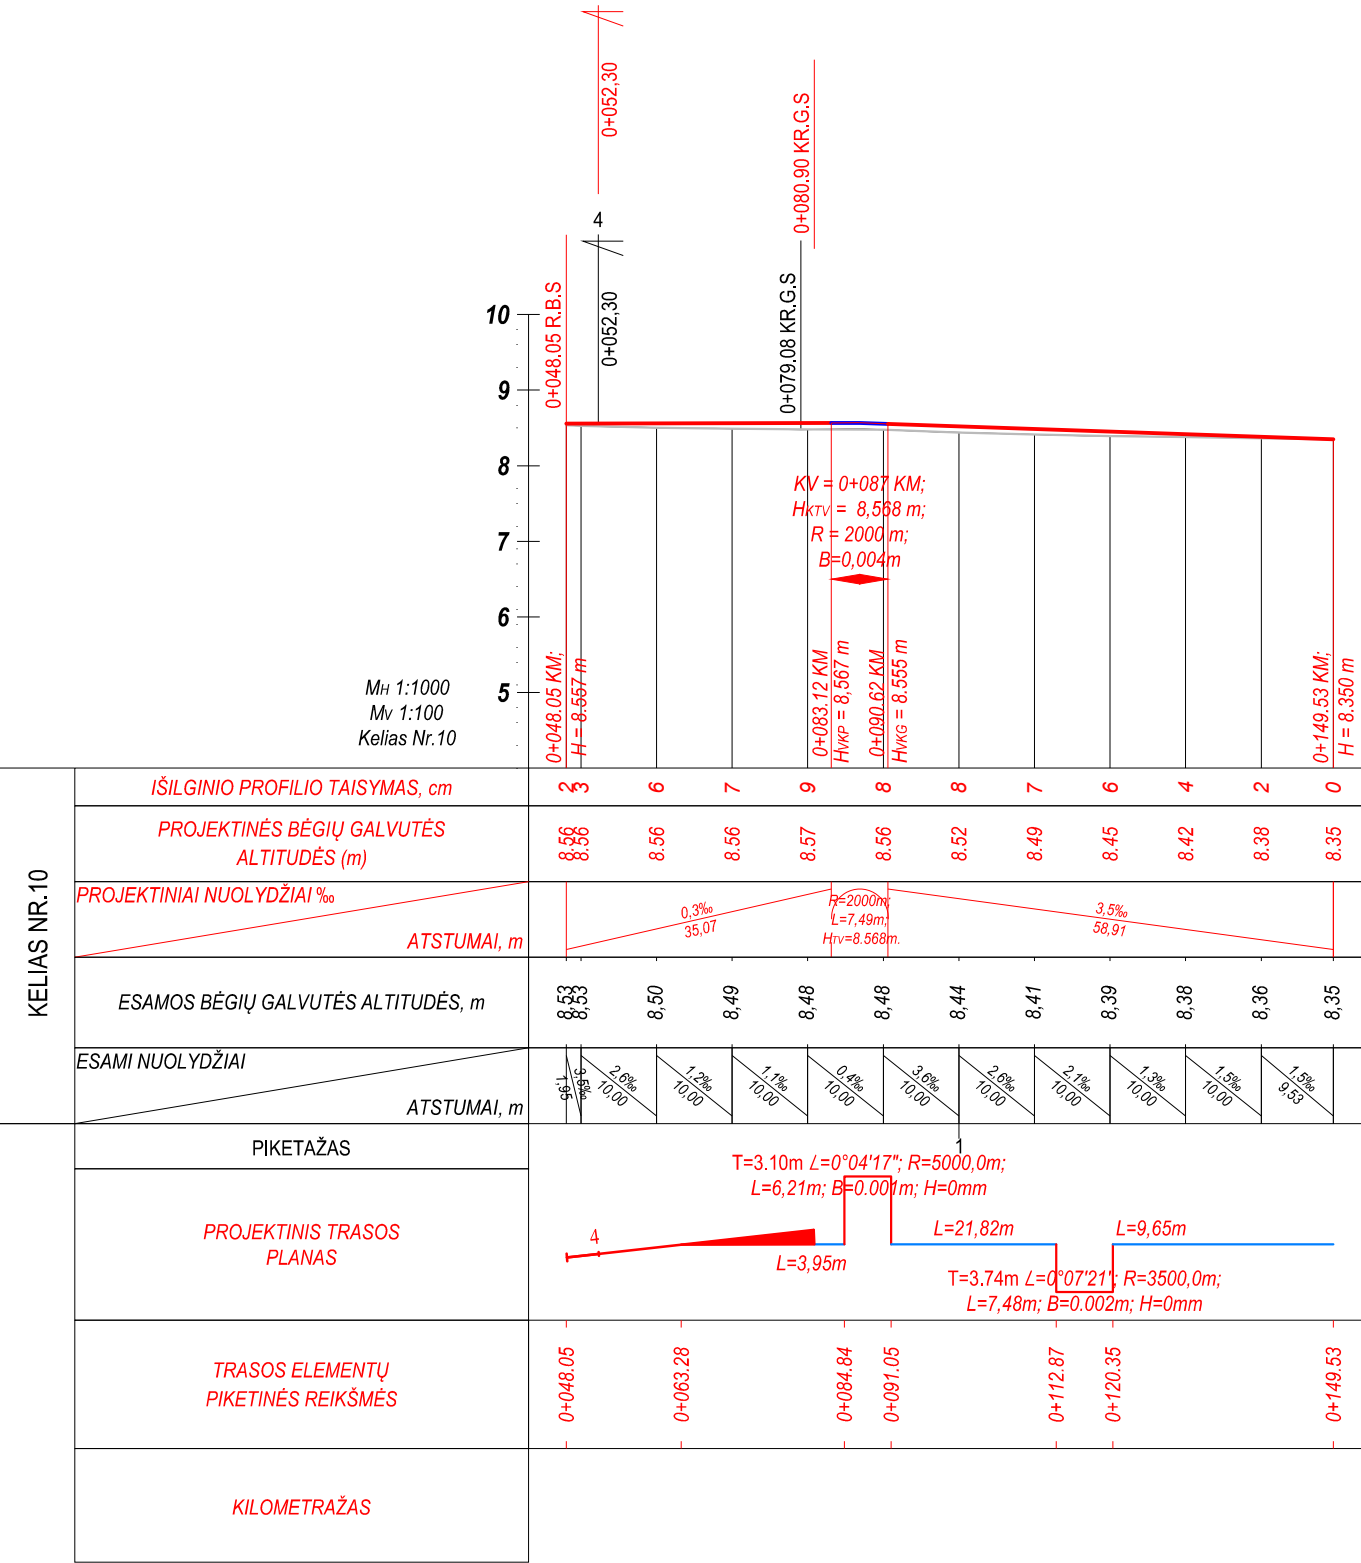 0+052,30
0+080.90 KR.G.S
4
0+048.05 R.B.S
0+052,30
0+079.08 KR.G.S
10
9
8
7
6
5
KV = 0+087 KM;
HKTV = 8,568 m;
R = 2000 m;
B=0,004m
MH 1:1000
MV 1:100
Kelias Nr.10
0+048.05 KM;
H = 8.557 m
0+083.12 KM
HVKP = 8,567 m
0+090.62 KM
HVKG = 8.555 m
0+149.53 KM;
H = 8.350 m
KELIAS NR.10
IŠILGINIO PROFILIO TAISYMAS, cm
2 3 6 7 9 8 8 7 6 4 2 0
PROJEKTINĖS BĖGIŲ GALVUTĖS
ALTITUDĖS (m)
8.56 8.56 8.56 8.56 8.57 8.56 8.52 8.49 8.45 8.42 8.38 8.35
PROJEKTINIAI NUOLYDŽIAI ‰
ATSTUMAI, m
0,3‰
35,07
R=2000m;
L=7,49m;
HTV=8.568m.
3,5‰
58,91
ESAMOS BĖGIŲ GALVUTĖS ALTITUDĖS, m
8,53 8,53 8,50 8,49 8,48 8,48 8,44 8,41 8,39 8,38 8,36 8,35
ESAMI NUOLYDŽIAI
ATSTUMAI, m
3,5‰ 2,6‰ 1,2‰ 1,1‰ 0,4‰ 3,6‰ 2,6‰ 2,1‰ 1,3‰ 1,5‰ 1,5‰
1,95 10,00 10,00 10,00 10,00 10,00 10,00 10,00 10,00 10,00 9,53
PIKETAŽAS
1
T=3.10m L=0°04'17"; R=5000,0m;
L=6,21m; B=0.001m; H=0mm
PROJEKTINIS TRASOS
PLANAS
4
L=3,95m
L=21,82m
L=9,65m
T=3.74m L=0°07'21"; R=3500,0m;
L=7,48m; B=0.002m; H=0mm
TRASOS ELEMENTŲ
PIKETINĖS REIKŠMĖS
0+048.05 0+063.28 0+084.84 0+091.05 0+112.87 0+120.35 0+149.53
KILOMETRAŽAS